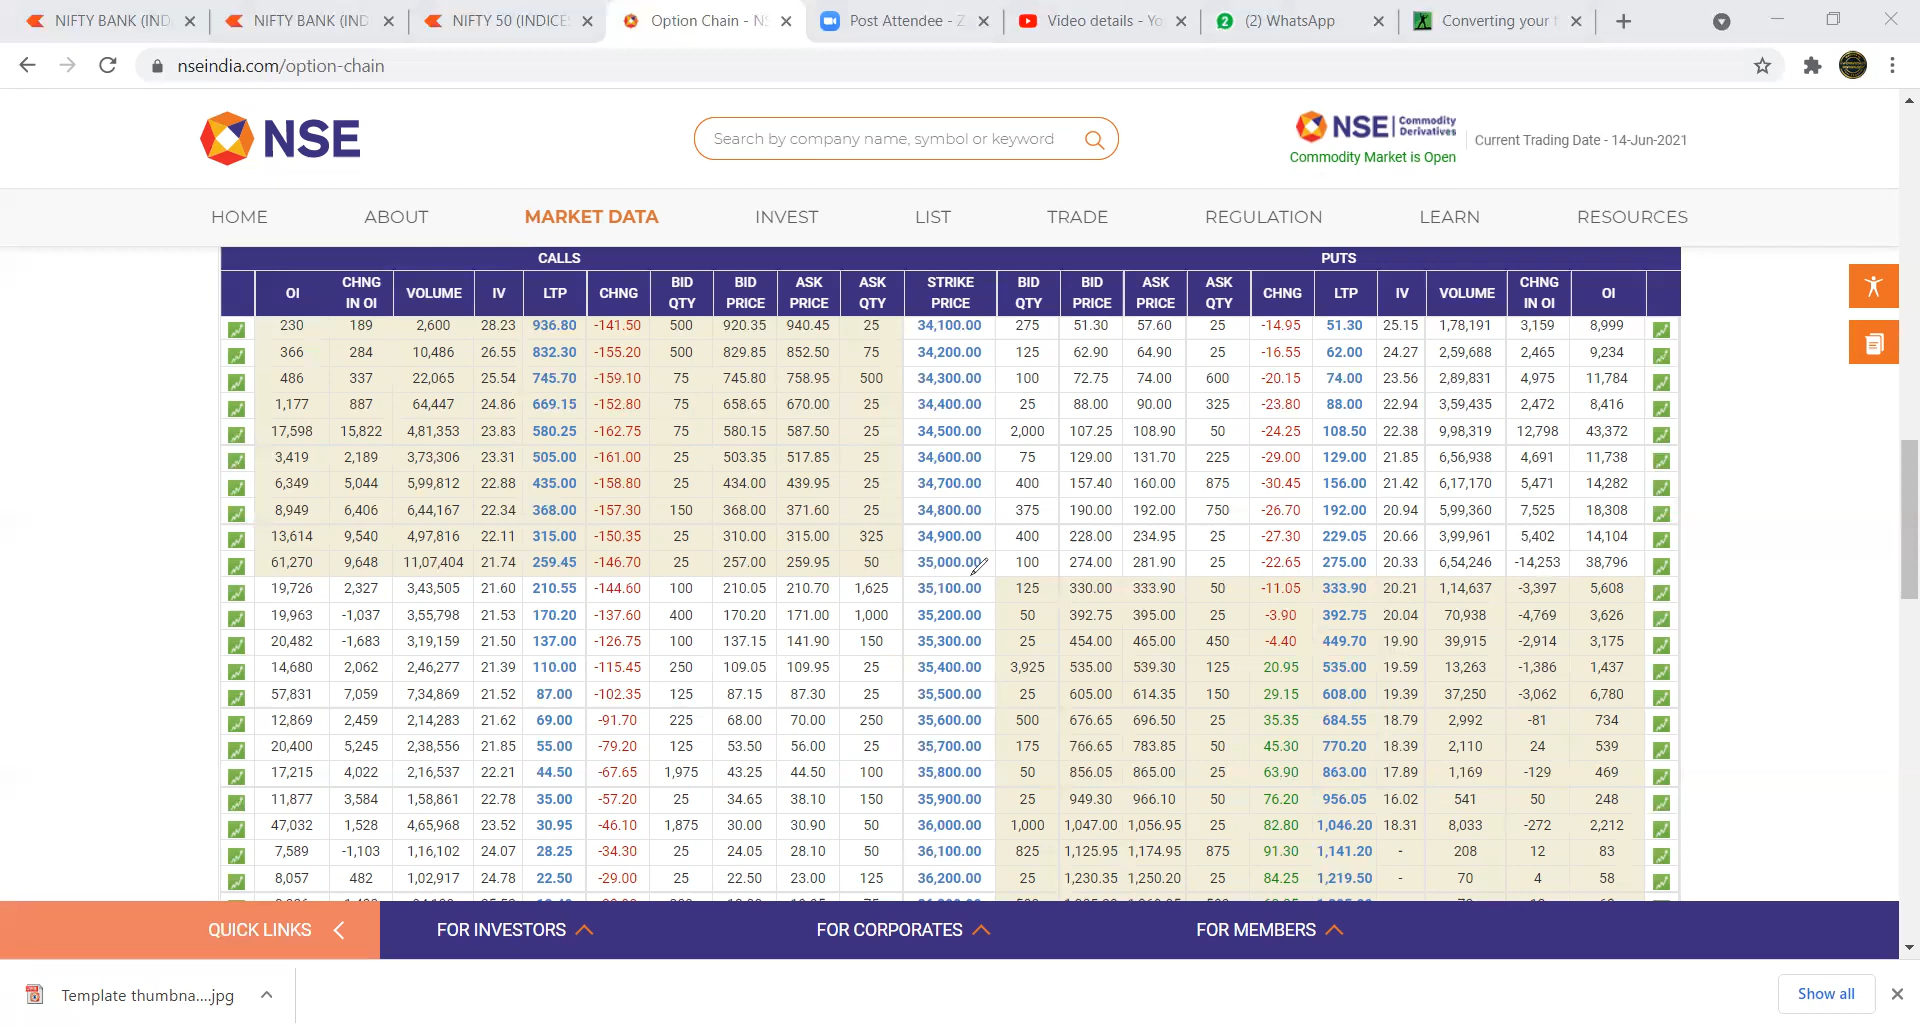 NIFTY BANK (IND
NIFTY BANK (IND
NIFTY 50 (INDICE
Option Chain - NS
Post Attendee - Z
Video details - Yo
2 (2) WhatsApp
Converting your
nseindia.com/option-chain
NSE
Search by company name, symbol or keyword
NSE Commodity Derivatives
Commodity Market is Open
Current Trading Date - 14-Jun-2021
HOME ABOUT MARKET DATA INVEST LIST TRADE REGULATION LEARN RESOURCES
CALLS PUTS
OI CHNG IN OI VOLUME IV LTP CHNG BID QTY BID PRICE ASK PRICE ASK QTY STRIKE PRICE BID QTY BID PRICE ASK PRICE ASK QTY CHNG LTP IV VOLUME CHNG IN OI OI
230 189 2,600 28.23 936.80 -141.50 500 920.35 940.45 25 34,100.00 275 51.30 57.60 25 -14.95 51.30 25.15 1,78,191 3,159 8,999
366 284 10,486 26.55 832.30 -155.20 500 829.85 852.50 75 34,200.00 125 62.90 64.90 25 -16.55 62.00 24.27 2,59,688 2,465 9,234
486 337 22,065 25.54 745.70 -159.10 75 745.80 758.95 500 34,300.00 100 72.75 74.00 600 -20.15 74.00 23.56 2,89,831 4,975 11,784
1,177 887 64,447 24.86 669.15 -152.80 75 658.65 670.00 25 34,400.00 25 88.00 90.00 325 -23.80 88.00 22.94 3,59,435 2,472 8,416
17,598 15,822 4,81,353 23.83 580.25 -162.75 75 580.15 587.50 25 34,500.00 2,000 107.25 108.90 50 -24.25 108.50 22.38 9,98,319 12,798 43,372
3,419 2,189 3,73,306 23.31 505.00 -161.00 25 503.35 517.85 25 34,600.00 75 129.00 131.70 225 -29.00 129.00 21.85 6,56,938 4,691 11,738
6,349 5,044 5,99,812 22.88 435.00 -158.80 25 434.00 439.95 25 34,700.00 400 157.40 160.00 875 -30.45 156.00 21.42 6,17,170 5,471 14,282
8,949 6,406 6,44,167 22.34 368.00 -157.30 150 368.00 371.60 25 34,800.00 375 190.00 192.00 750 -26.70 192.00 20.94 5,99,360 7,525 18,308
13,614 9,540 4,97,816 22.11 315.00 -150.35 25 310.00 315.00 325 34,900.00 400 228.00 234.95 25 -27.30 229.05 20.66 3,99,961 5,402 14,104
61,270 9,648 11,07,404 21.74 259.45 -146.70 25 257.00 259.95 50 35,000.00 100 274.00 281.90 25 -22.65 275.00 20.33 6,54,246 -14,253 38,796
19,726 2,327 3,43,505 21.60 210.55 -144.60 100 210.05 210.70 1,625 35,100.00 125 330.00 333.90 50 -11.05 333.90 20.21 1,14,637 -3,397 5,608
19,963 -1,037 3,55,798 21.53 170.20 -137.60 400 170.20 171.00 1,000 35,200.00 50 392.75 395.00 25 -3.90 392.75 20.04 70,938 -4,769 3,626
20,482 -1,683 3,19,159 21.50 137.00 -126.75 100 137.15 141.90 150 35,300.00 25 454.00 465.00 450 -4.40 449.70 19.90 39,915 -2,914 3,175
14,680 2,062 2,46,277 21.39 110.00 -115.45 250 109.05 109.95 25 35,400.00 3,925 535.00 539.30 125 20.95 535.00 19.59 13,263 -1,386 1,437
57,831 7,059 7,34,869 21.52 87.00 -102.35 125 87.15 87.30 25 35,500.00 25 605.00 614.35 150 29.15 608.00 19.39 37,250 -3,062 6,780
12,869 2,459 2,14,283 21.62 69.00 -91.70 225 68.00 70.00 250 35,600.00 500 676.65 696.50 25 35.35 684.55 18.79 2,992 -81 734
20,400 5,245 2,38,556 21.85 55.00 -79.20 125 53.50 56.00 25 35,700.00 175 766.65 783.85 50 45.30 770.20 18.39 2,110 24 539
17,215 4,022 2,16,537 22.21 44.50 -67.65 1,975 43.25 44.50 100 35,800.00 50 856.05 865.00 25 63.90 863.00 17.89 1,169 -129 469
11,877 3,584 1,58,861 22.78 35.00 -57.20 25 34.65 38.10 150 35,900.00 25 949.30 966.10 50 76.20 956.05 16.02 541 50 248
47,032 1,528 4,65,968 23.52 30.95 -46.10 1,875 30.00 30.90 50 36,000.00 1,000 1,047.00 1,056.95 25 82.80 1,046.20 18.31 8,033 -272 2,212
7,589 -1,103 1,16,102 24.07 28.25 -34.30 25 24.05 28.10 50 36,100.00 825 1,125.95 1,174.95 875 91.30 1,141.20 - 208 12 83
8,057 482 1,02,917 24.78 22.50 -29.00 25 22.50 23.00 125 36,200.00 25 1,230.35 1,250.20 25 84.25 1,219.50 - 70 4 58
QUICK LINKS FOR INVESTORS FOR CORPORATES FOR MEMBERS
Template thumbna....jpg
Show all